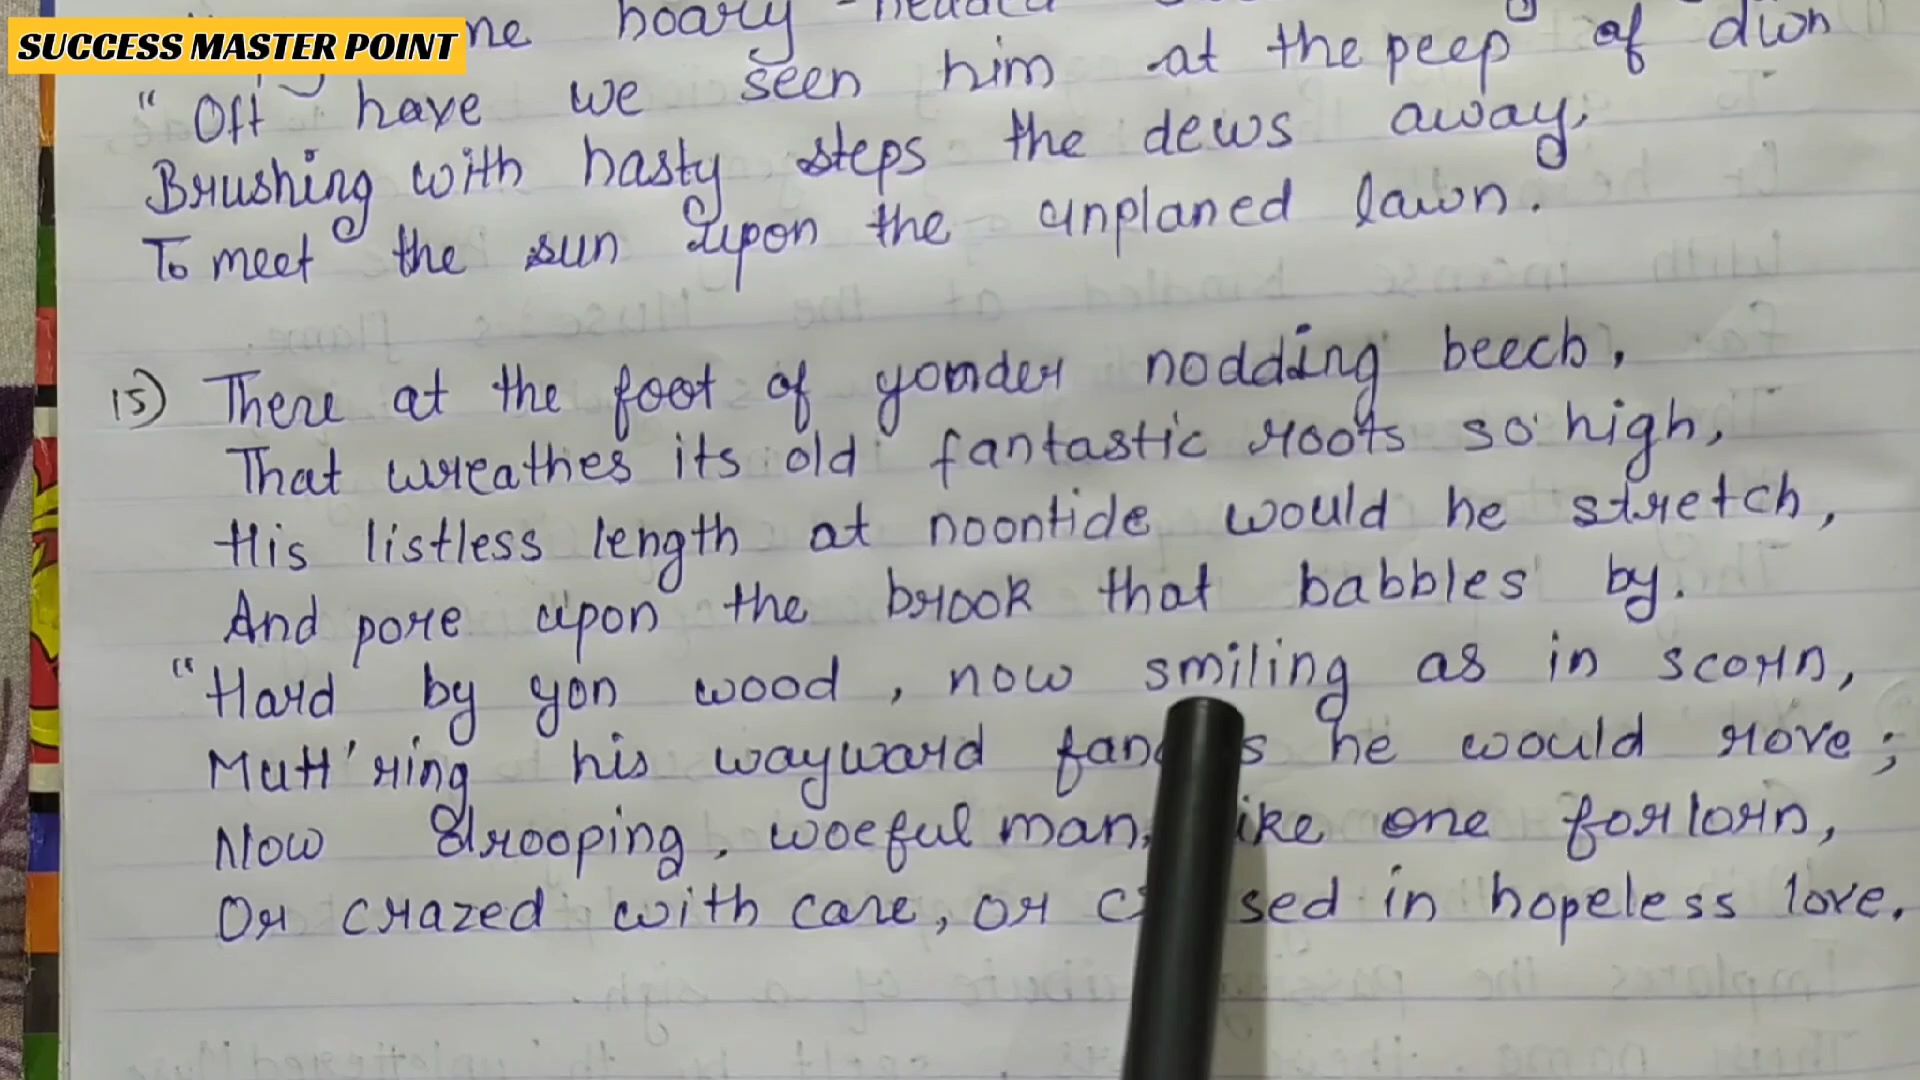 SUCCESS MASTER POINT
hoary-headed
"Oft have we seen him at the peep of dwn
Brushing with hasty steps the dews away,
To meet the sun upon the unplaned lawn.
15) There at the foot of yonder nodding beech,
That wreathes its old fantastic roots so high,
His listless length at noontide would he stretch,
And pore upon the brook that babbles by.
"Hard by yon wood, now smiling as in scorn,
Mutt'ring his wayward he would rove;
Now drooping, woeful man, one forlorn,
Or crazed with care, or in hopeless love.